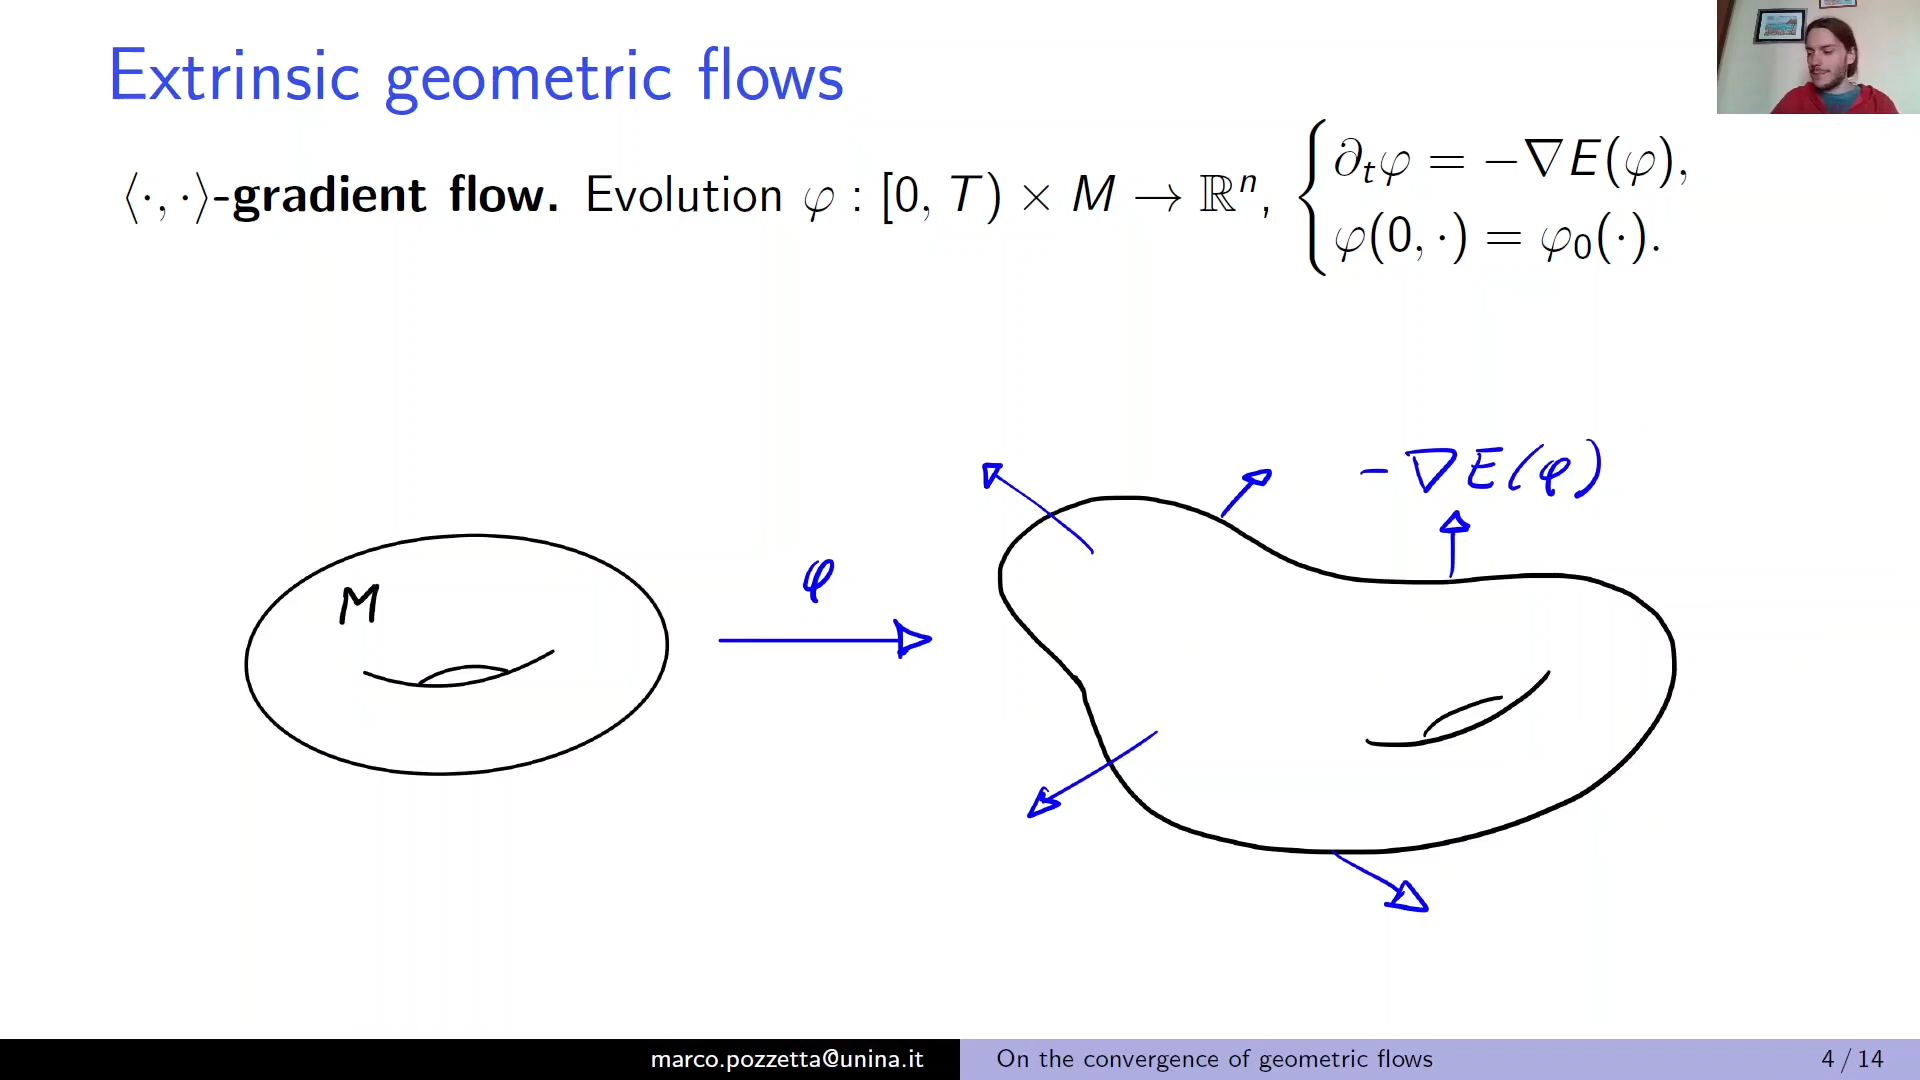 Extrinsic geometric flows
⟨·, ·⟩-gradient flow. Evolution φ : [0, T) × M → ℝⁿ, { ∂ₜφ = −∇E(φ),
φ(0, ·) = φ₀(·).
− ∇E(φ)
φ
M
marco.pozzetta@unina.it On the convergence of geometric flows 4 / 14